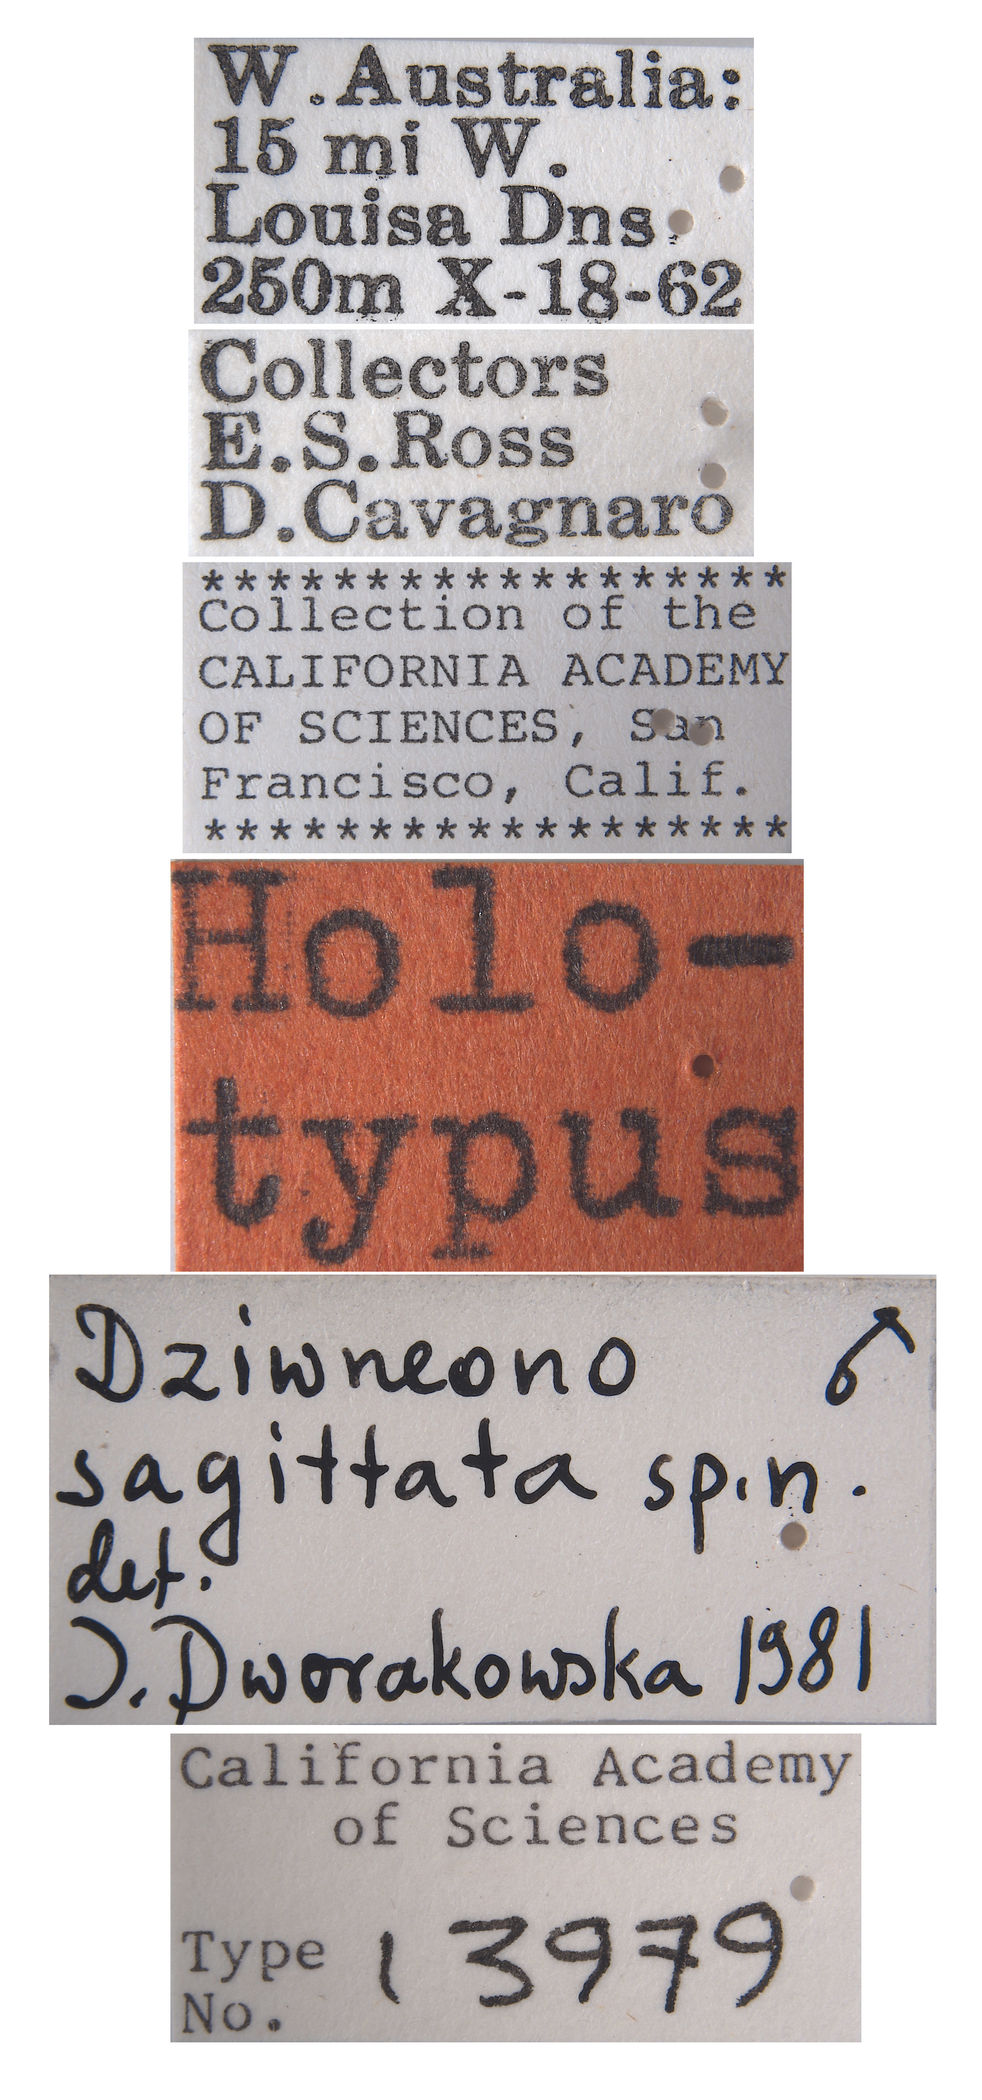 W.Australia:
15 mi W.
Louisa Dns
250m X-18-62
Collectors
E.S.Ross
D.Cavagnaro
******************
Collection of the
CALIFORNIA ACADEMY
OF SCIENCES, San
Francisco, Calif.
******************
Holo-
typus
Dziwneono ♂
sagittata sp.n.
det.
J.Dworakowska 1981
California Academy
of Sciences
Type 13979
No.